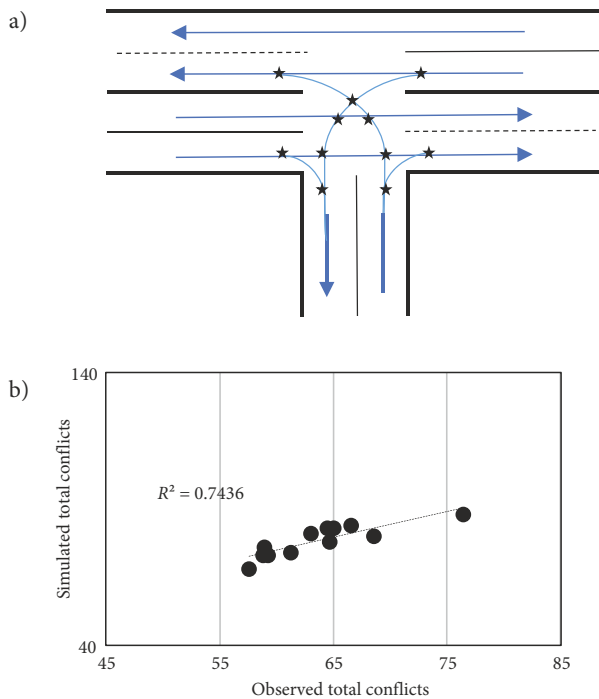 a)
b)
140
Simulated total conflicts
R² = 0.7436
40
45 55 65 75 85
Observed total conflicts